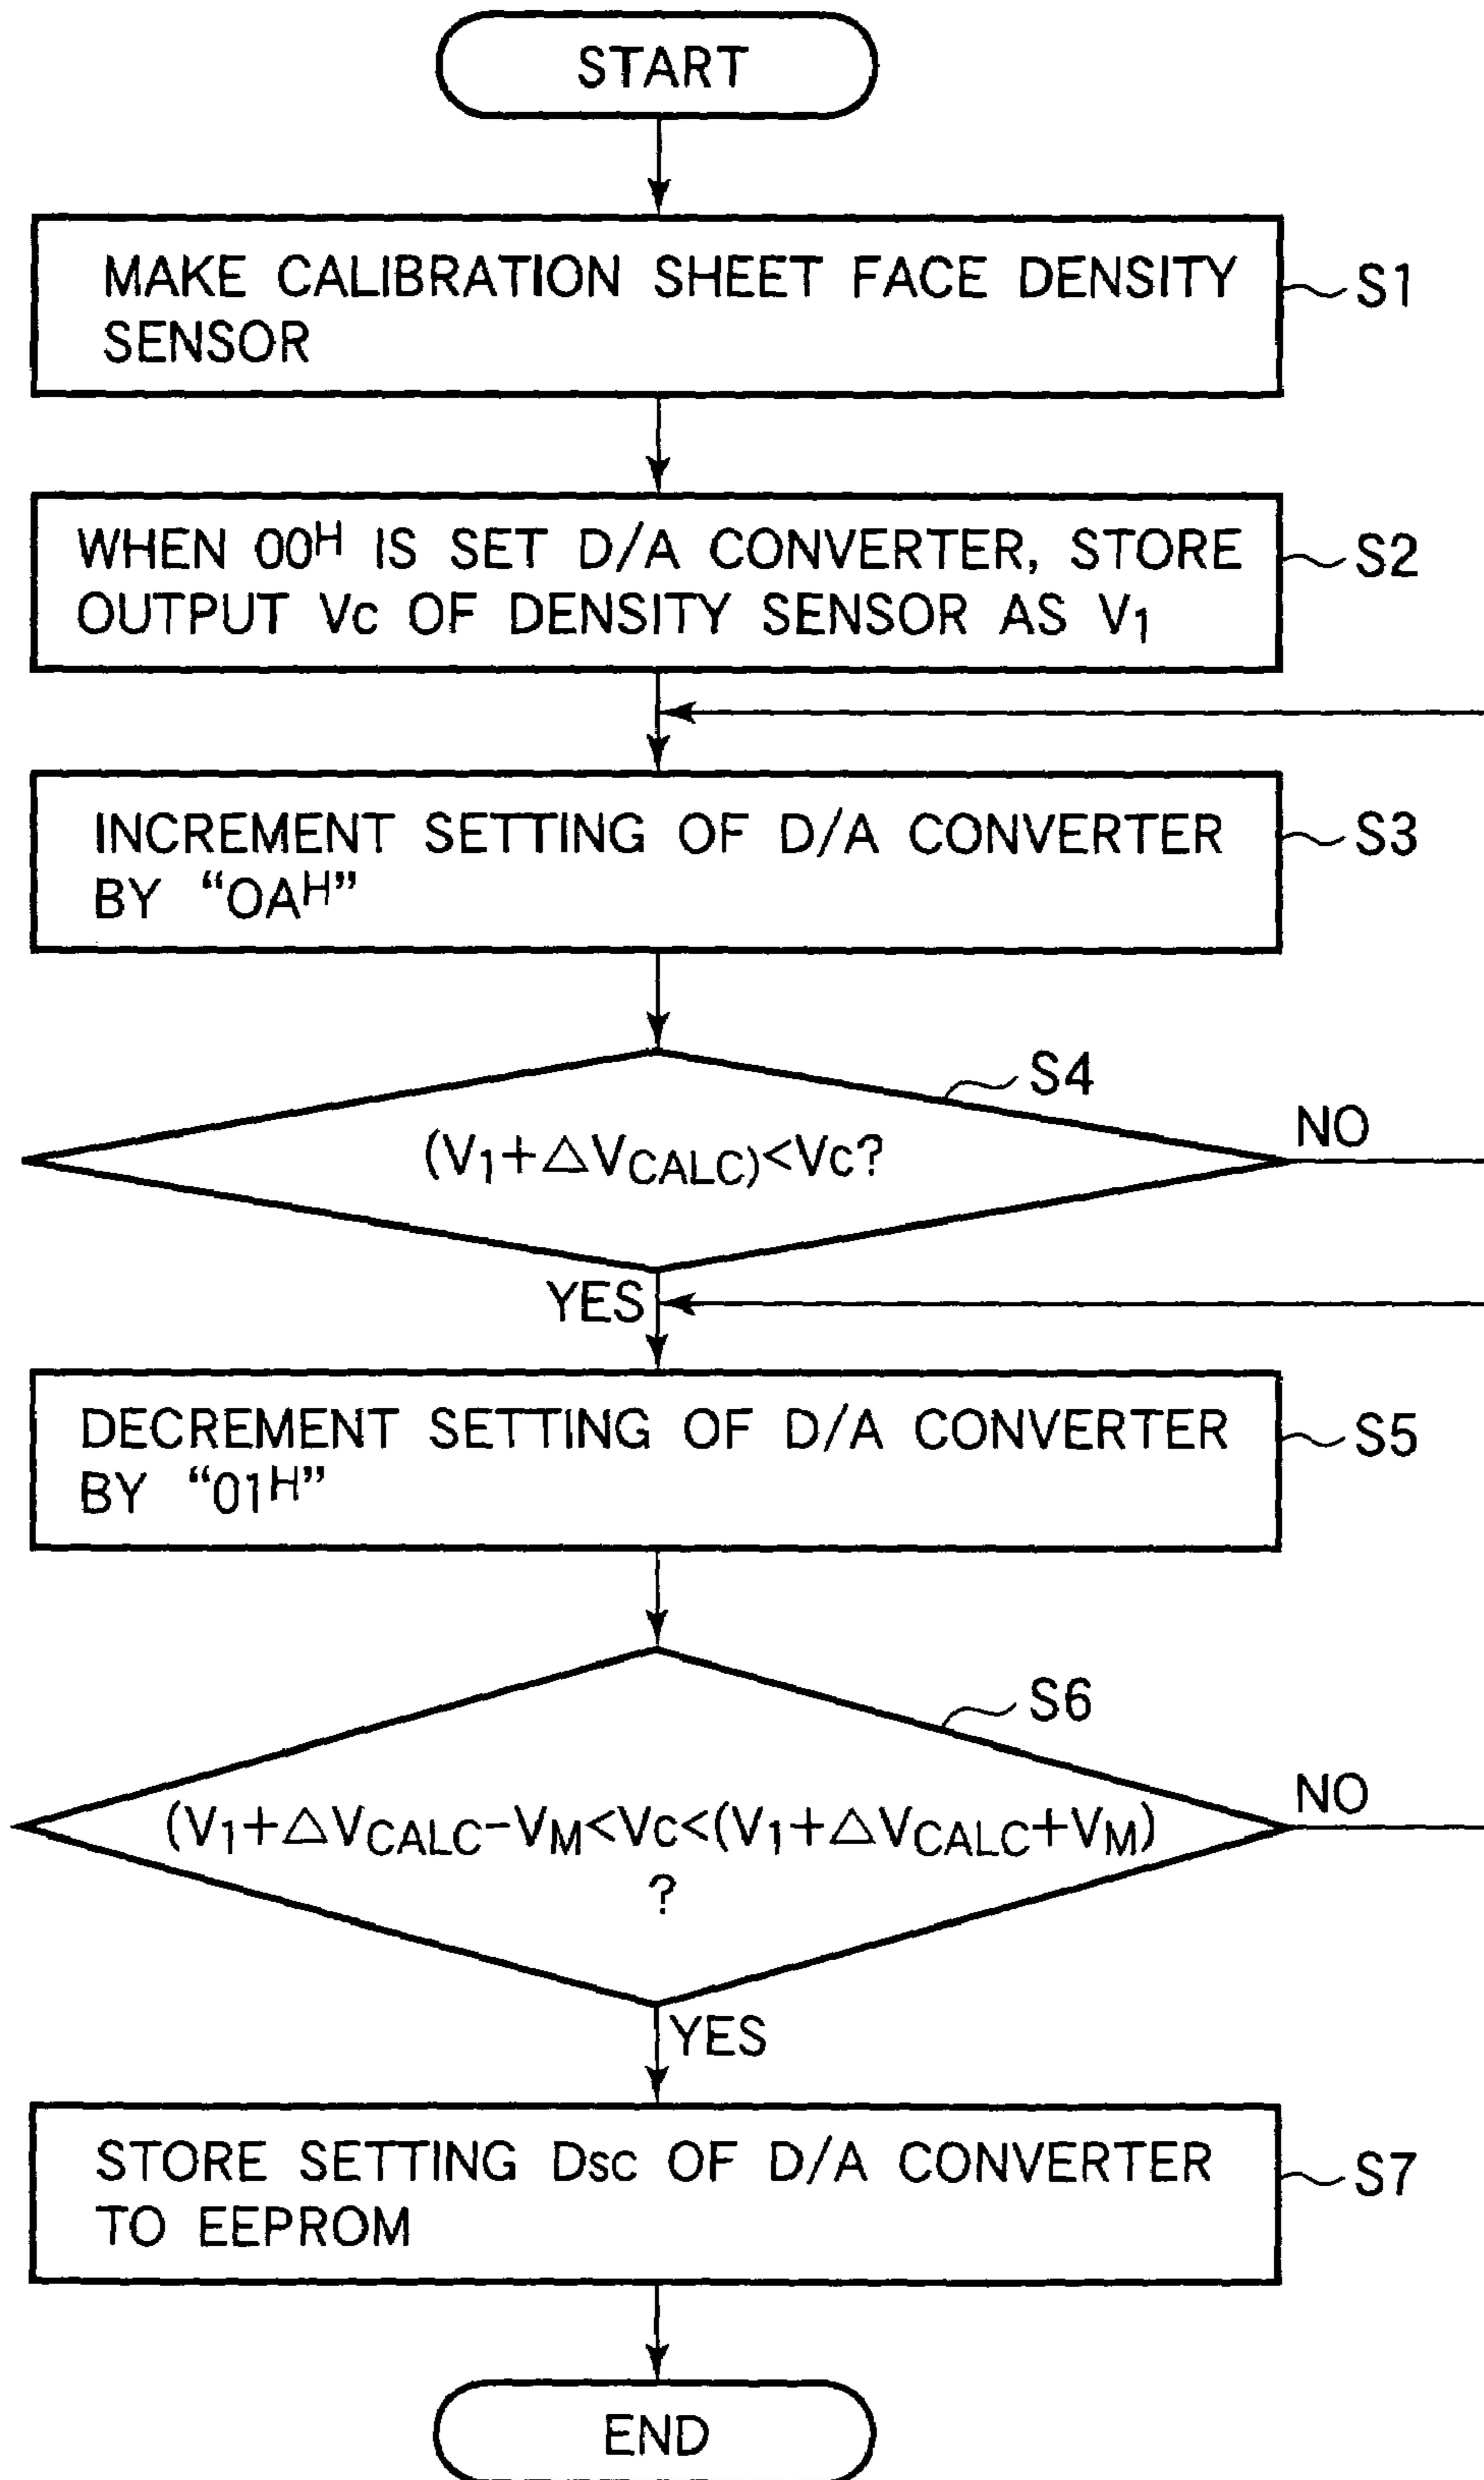 START
MAKE CALIBRATION SHEET FACE DENSITY
SENSOR
S1
WHEN 00H IS SET D/A CONVERTER, STORE
OUTPUT Vc OF DENSITY SENSOR AS V1
S2
INCREMENT SETTING OF D/A CONVERTER
BY “OAH”
S3
S4
(V1+△VCALC)<Vc?
NO
YES
DECREMENT SETTING OF D/A CONVERTER
BY “01H”
S5
S6
(V1+△VCALC-VM<Vc<(V1+△VCALC+VM)
?
NO
YES
STORE SETTING Dsc OF D/A CONVERTER
TO EEPROM
S7
END